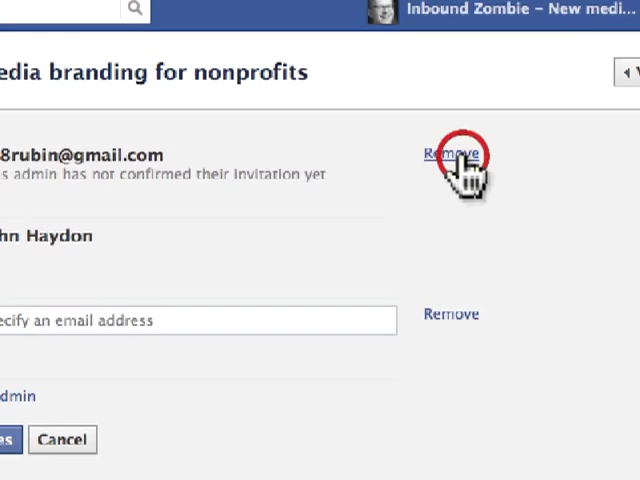 Inbound Zombie – New medi...
edia branding for nonprofits
8rubin@gmail.com
Remove
s admin has not confirmed their invitation yet
hn Haydon
ecify an email address
Remove
dmin
es
Cancel